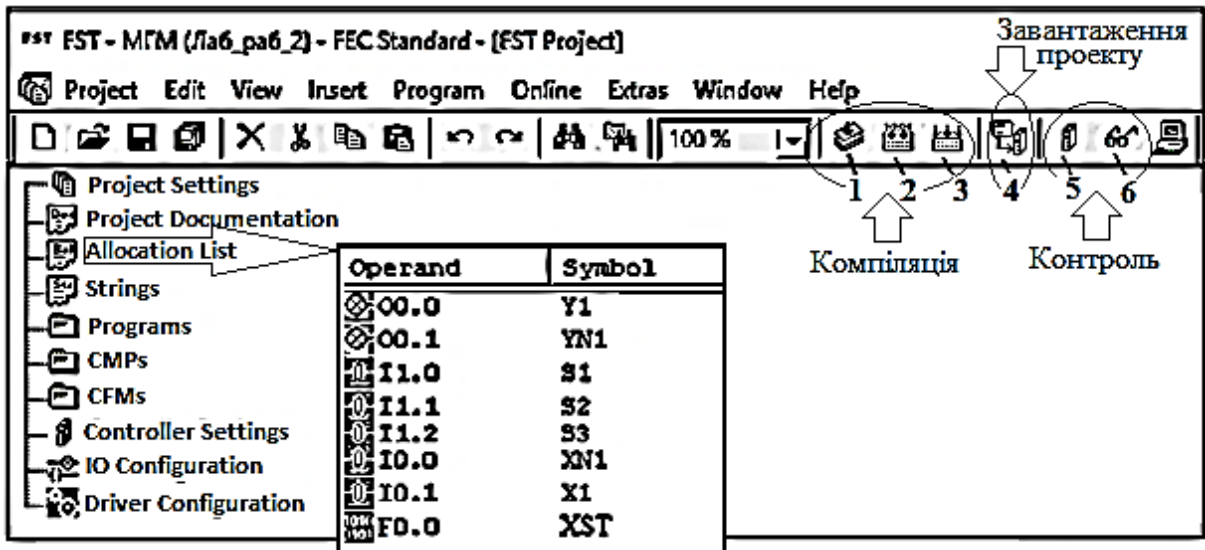 FST - МГМ (Лаб_раб_2) - FEC Standard - [FST Project]
Завантаження
проекту
Project Edit View Insert Program Online Extras Window Help
100 %
1 2 3 4 5 6
Компіляція
Контроль
Project Settings
Project Documentation
Allocation List
Strings
Programs
CMPs
CFMs
Controller Settings
IO Configuration
Driver Configuration
Operand Symbol
O0.0 Y1
O0.1 YN1
I1.0 S1
I1.1 S2
I1.2 S3
I0.0 XN1
I0.1 X1
F0.0 XST